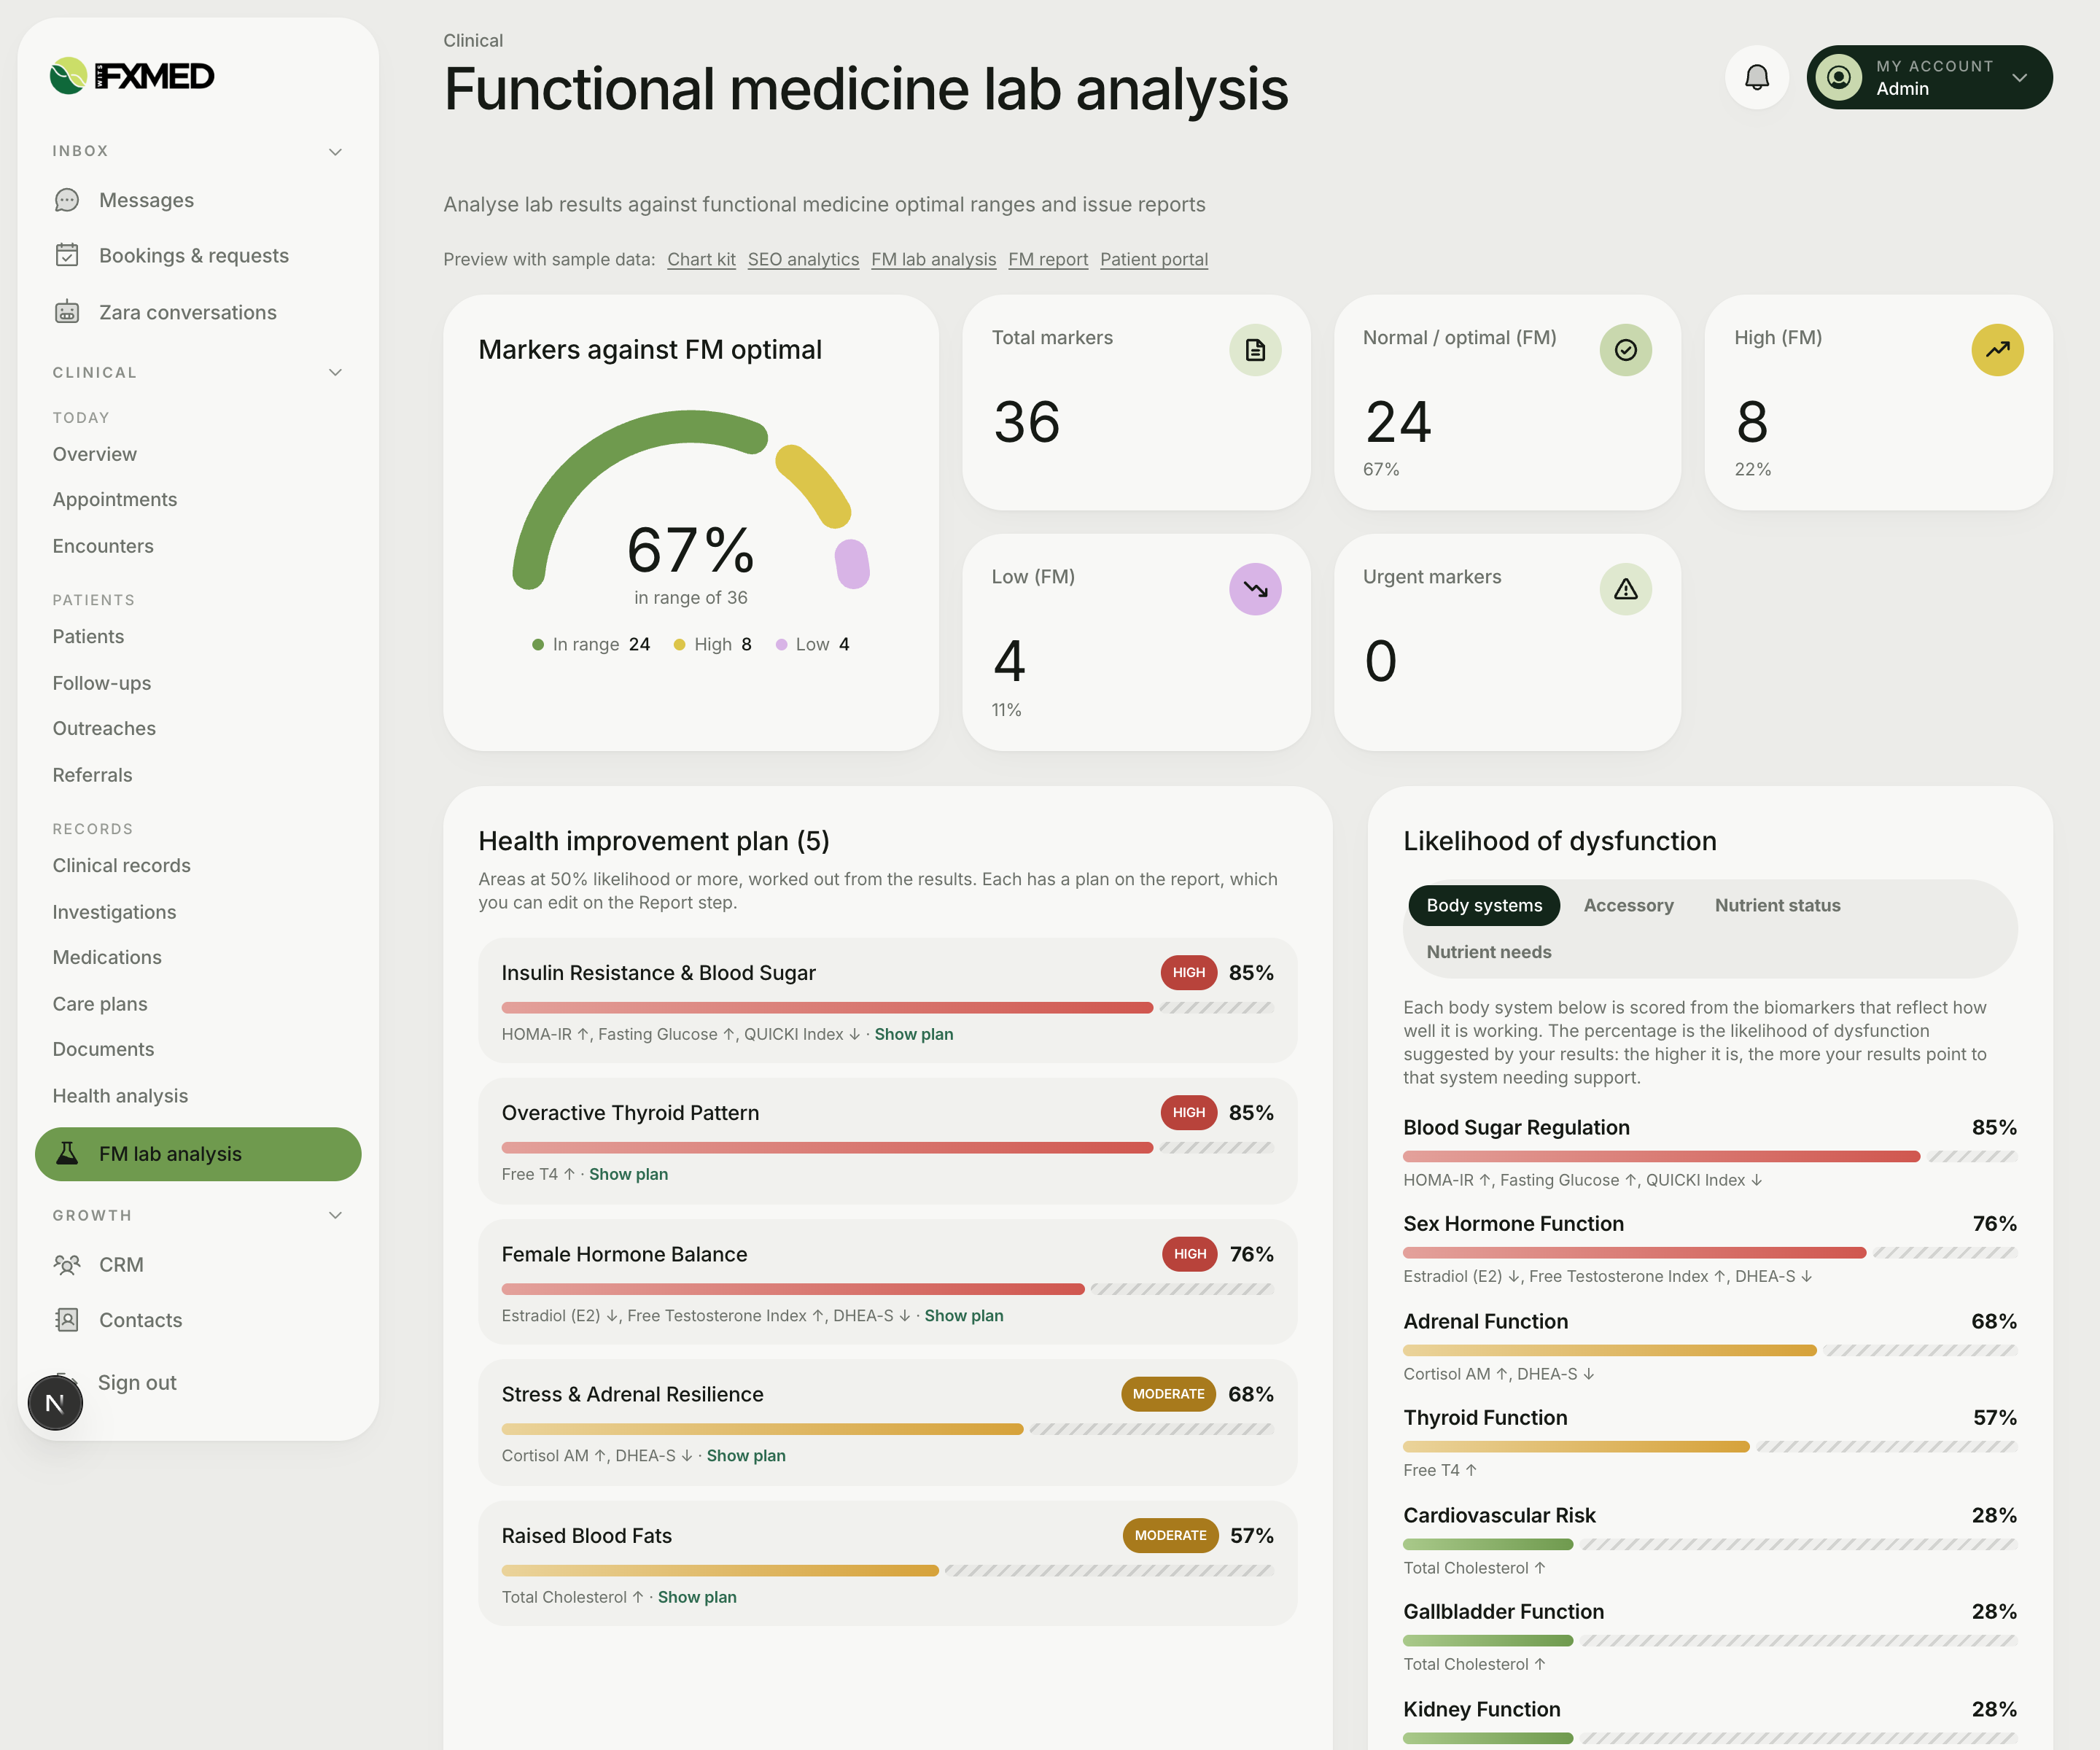 FXMED
INBOX
Messages
Bookings & requests
Zara conversations
CLINICAL
TODAY
Overview
Appointments
Encounters
PATIENTS
Patients
Follow-ups
Outreaches
Referrals
RECORDS
Clinical records
Investigations
Medications
Care plans
Documents
Health analysis
FM lab analysis
GROWTH
CRM
Contacts
Sign out
N
Clinical
Functional medicine lab analysis
MY ACCOUNT
Admin
Analyse lab results against functional medicine optimal ranges and issue reports
Preview with sample data: Chart kit SEO analytics FM lab analysis FM report Patient portal
Markers against FM optimal
67%
in range of 36
In range 24 High 8 Low 4
Total markers
36
Normal / optimal (FM)
24
67%
High (FM)
8
22%
Low (FM)
4
11%
Urgent markers
0
Health improvement plan (5)
Areas at 50% likelihood or more, worked out from the results. Each has a plan on the report, which
you can edit on the Report step.
Insulin Resistance & Blood Sugar HIGH 85%
HOMA-IR ↑, Fasting Glucose ↑, QUICKI Index ↓ · Show plan
Overactive Thyroid Pattern HIGH 85%
Free T4 ↑ · Show plan
Female Hormone Balance HIGH 76%
Estradiol (E2) ↓, Free Testosterone Index ↑, DHEA-S ↓ · Show plan
Stress & Adrenal Resilience MODERATE 68%
Cortisol AM ↑, DHEA-S ↓ · Show plan
Raised Blood Fats MODERATE 57%
Total Cholesterol ↑ · Show plan
Likelihood of dysfunction
Body systems Accessory Nutrient status
Nutrient needs
Each body system below is scored from the biomarkers that reflect how
well it is working. The percentage is the likelihood of dysfunction
suggested by your results: the higher it is, the more your results point to
that system needing support.
Blood Sugar Regulation 85%
HOMA-IR ↑, Fasting Glucose ↑, QUICKI Index ↓
Sex Hormone Function 76%
Estradiol (E2) ↓, Free Testosterone Index ↑, DHEA-S ↓
Adrenal Function 68%
Cortisol AM ↑, DHEA-S ↓
Thyroid Function 57%
Free T4 ↑
Cardiovascular Risk 28%
Total Cholesterol ↑
Gallbladder Function 28%
Total Cholesterol ↑
Kidney Function 28%